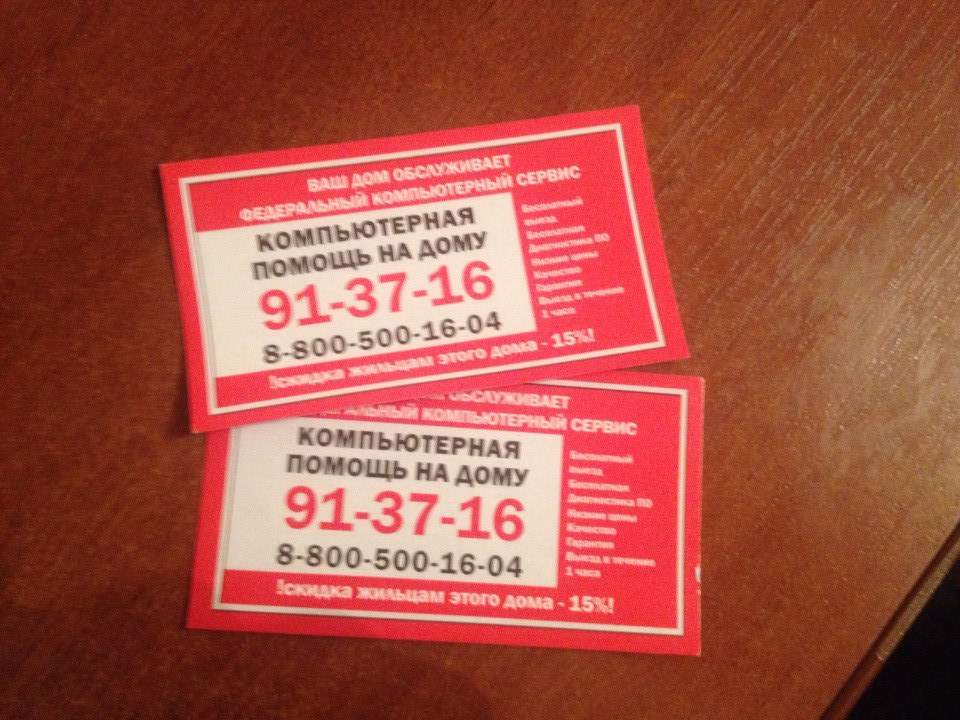 ВАШ ДОМ ОБСЛУЖИВАЕТ
ФЕДЕРАЛЬНЫЙ КОМПЬЮТЕРНЫЙ СЕРВИС
КОМПЬЮТЕРНАЯ
ПОМОЩЬ НА ДОМУ
91-37-16
8-800-500-16-04
Бесплатный
выезд
Бесплатная
Диагностика ПО
Низкие цены
Качество
Гарантия
Выезд в течение
1 часа
!скидка жильцам этого дома - 15%!
ОБСЛУЖИВАЕТ
КОМПЬЮТЕРНЫЙ СЕРВИС
КОМПЬЮТЕРНАЯ
ПОМОЩЬ НА ДОМУ
91-37-16
8-800-500-16-04
Бесплатный
выезд
Бесплатная
Диагностика ПО
Низкие цены
Качество
Гарантия
Выезд в течение
1 часа
!скидка жильцам этого дома - 15%!